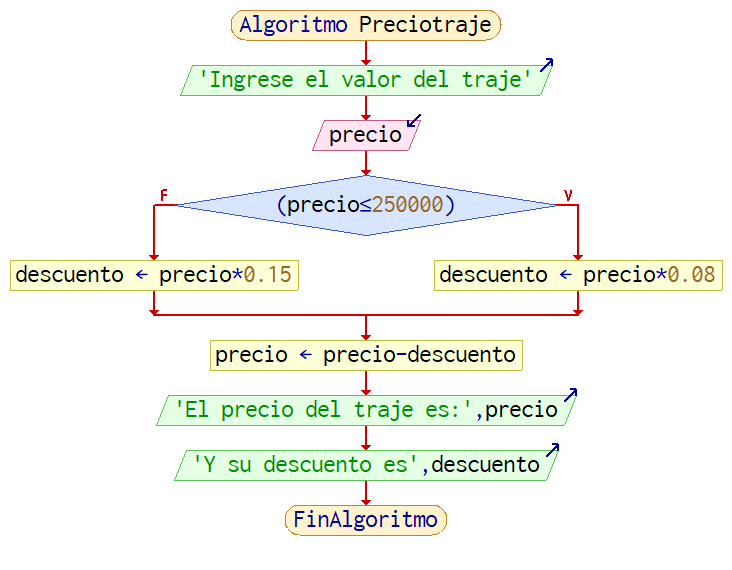 Algoritmo Preciotraje
'Ingrese el valor del traje'
precio
F
V
(precio≤250000)
descuento ← precio*0.15
descuento ← precio*0.08
precio ← precio-descuento
'El precio del traje es:',precio
'Y su descuento es',descuento
FinAlgoritmo